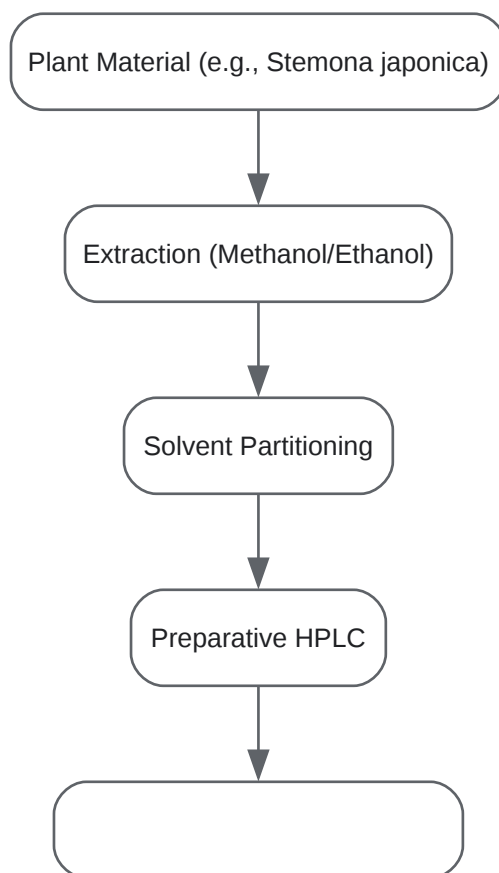 Plant Material (e.g., Stemona japonica)
Extraction (Methanol/Ethanol)
Solvent Partitioning
Preparative HPLC